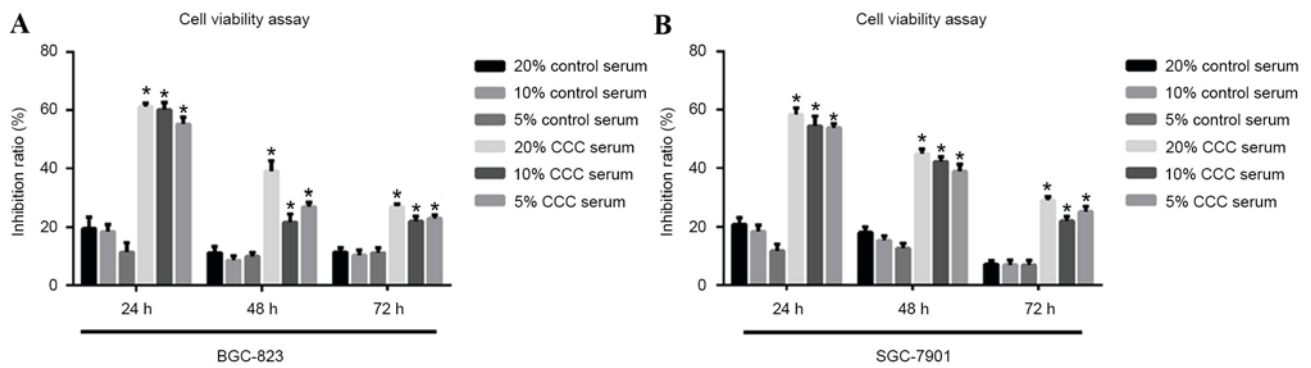 A
Cell viability assay
Inhibition ratio (%)
80
60
40
20
0
* * *
* * *
* * *
24 h
48 h
72 h
BGC-823
20% control serum
10% control serum
5% control serum
20% CCC serum
10% CCC serum
5% CCC serum
B
Cell viability assay
Inhibition ratio (%)
80
60
40
20
0
* * *
* * *
* * *
24 h
48 h
72 h
SGC-7901
20% control serum
10% control serum
5% control serum
20% CCC serum
10% CCC serum
5% CCC serum